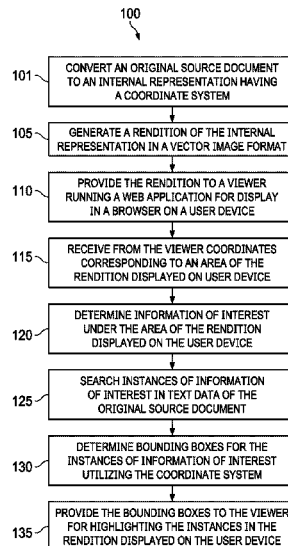 100
101
CONVERT AN ORIGINAL SOURCE DOCUMENT
TO AN INTERNAL REPRESENTATION HAVING
A COORDINATE SYSTEM
105
GENERATE A RENDITION OF THE INTERNAL
REPRESENTATION IN A VECTOR IMAGE FORMAT
110
PROVIDE THE RENDITION TO A VIEWER
RUNNING A WEB APPLICATION FOR DISPLAY
IN A BROWSER ON A USER DEVICE
115
RECEIVE FROM THE VIEWER COORDINATES
CORRESPONDING TO AN AREA OF THE
RENDITION DISPLAYED ON USER DEVICE
120
DETERMINE INFORMATION OF INTEREST
UNDER THE AREA OF THE RENDITION
DISPLAYED ON THE USER DEVICE
125
SEARCH INSTANCES OF INFORMATION
OF INTEREST IN TEXT DATA OF THE
ORIGINAL SOURCE DOCUMENT
130
DETERMINE BOUNDING BOXES FOR THE
INSTANCES OF INFORMATION OF INTEREST
UTILIZING THE COORDINATE SYSTEM
135
PROVIDE THE BOUNDING BOXES TO THE VIEWER
FOR HIGHLIGHTING THE INSTANCES IN THE
RENDITION DISPLAYED ON THE USER DEVICE